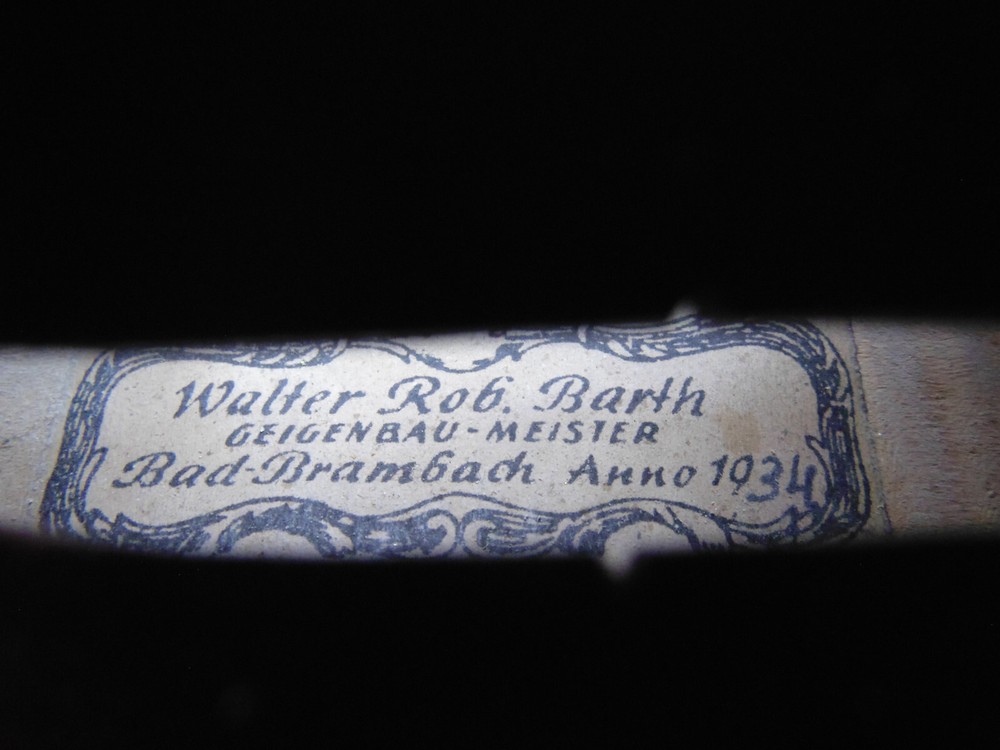 Walter Rob. Barth
GEIGENBAU-MEISTER
Bad-Brambach Anno 1934